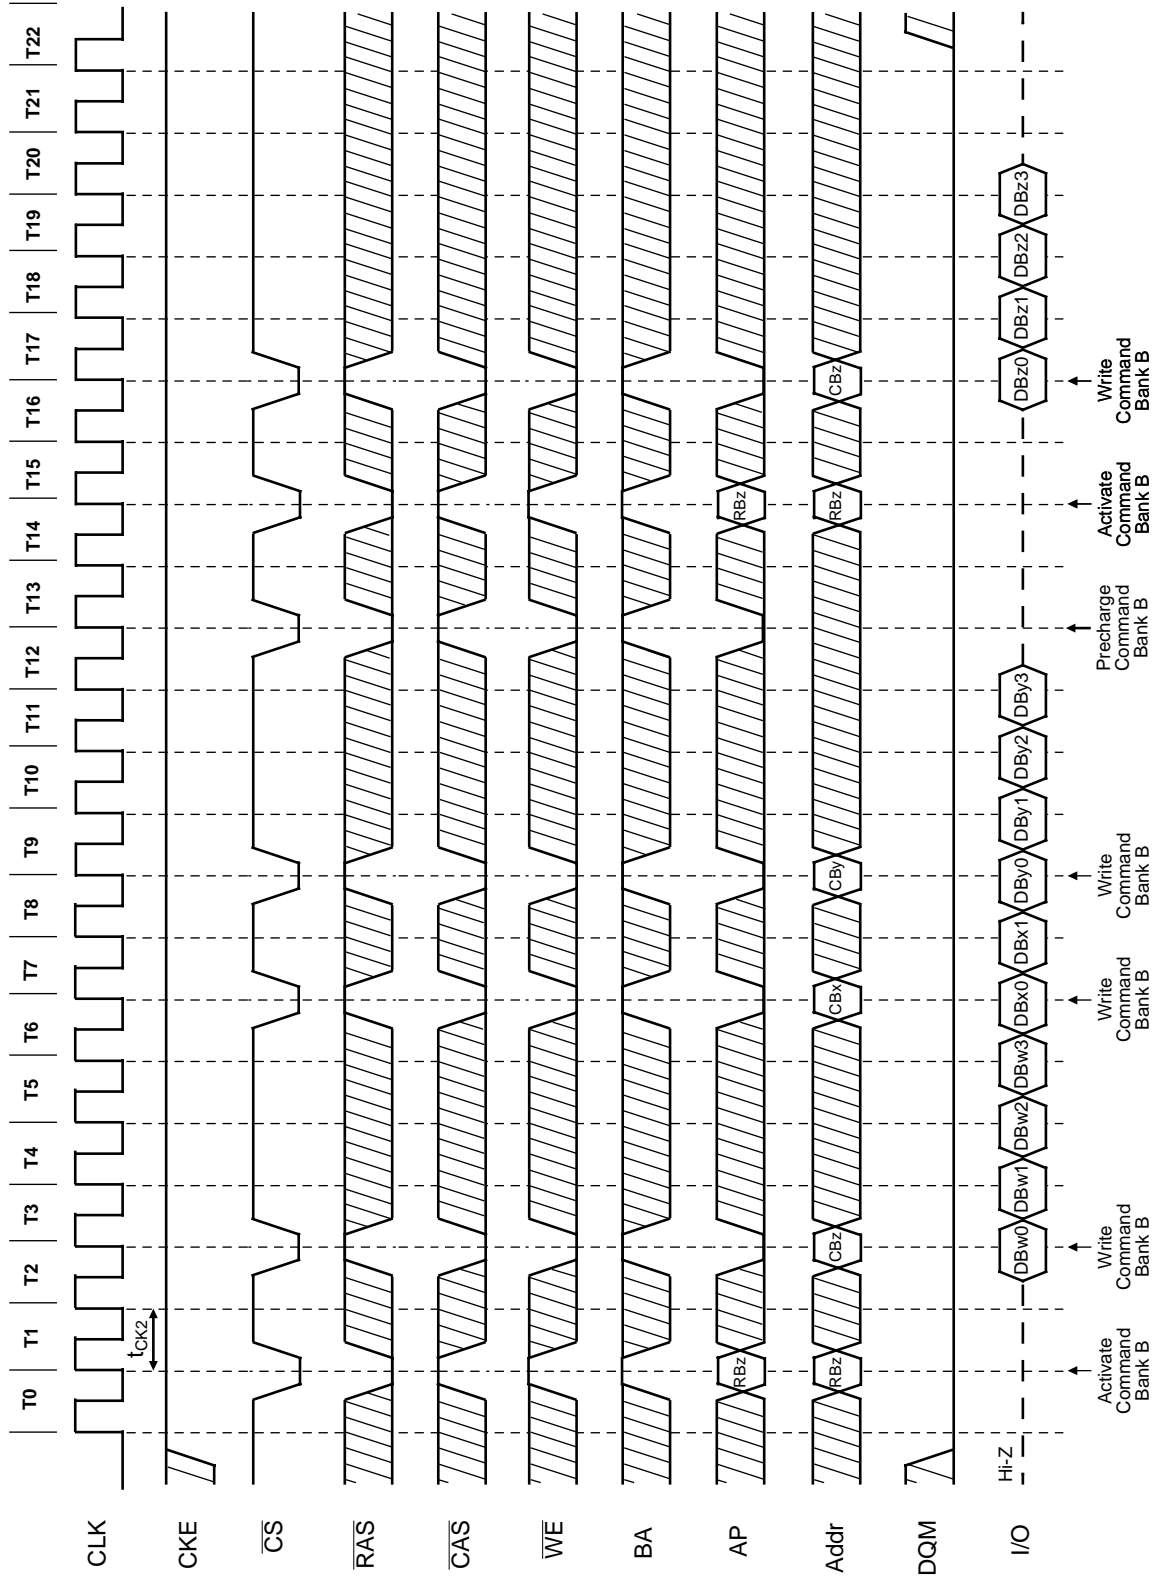 T0 T1 T2 T3 T4 T5 T6 T7 T8 T9 T10 T11 T12 T13 T14 T15 T16 T17 T18 T19 T20 T21 T22
CLK
tCK2
CKE
CS
RAS
CAS
WE
BA
AP
RBz RBz
Addr
RBz CBz CBx CBy RBz CBz
DQM
Hi-Z
I/O
DBw0 DBw1 DBw2 DBw3 DBx0 DBx1 DBy0 DBy1 DBy2 DBy3 DBz0 DBz1 DBz2 DBz3
Activate
Command
Bank B
Write
Command
Bank B
Write
Command
Bank B
Write
Command
Bank B
Precharge
Command
Bank B
Activate
Command
Bank B
Write
Command
Bank B